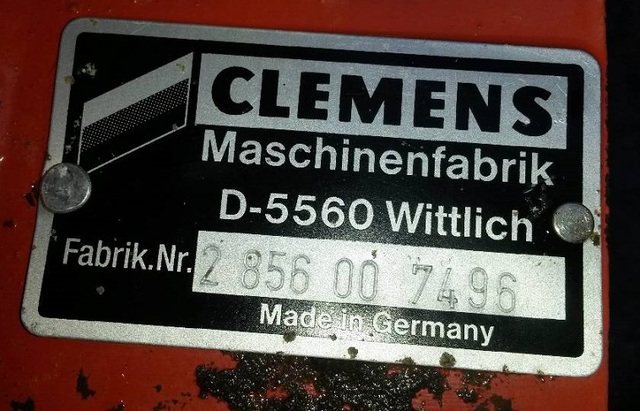 CLEMENS
Maschinenfabrik
D-5560 Wittlich
Fabrik.Nr. 2 856 00 7496
Made in Germany